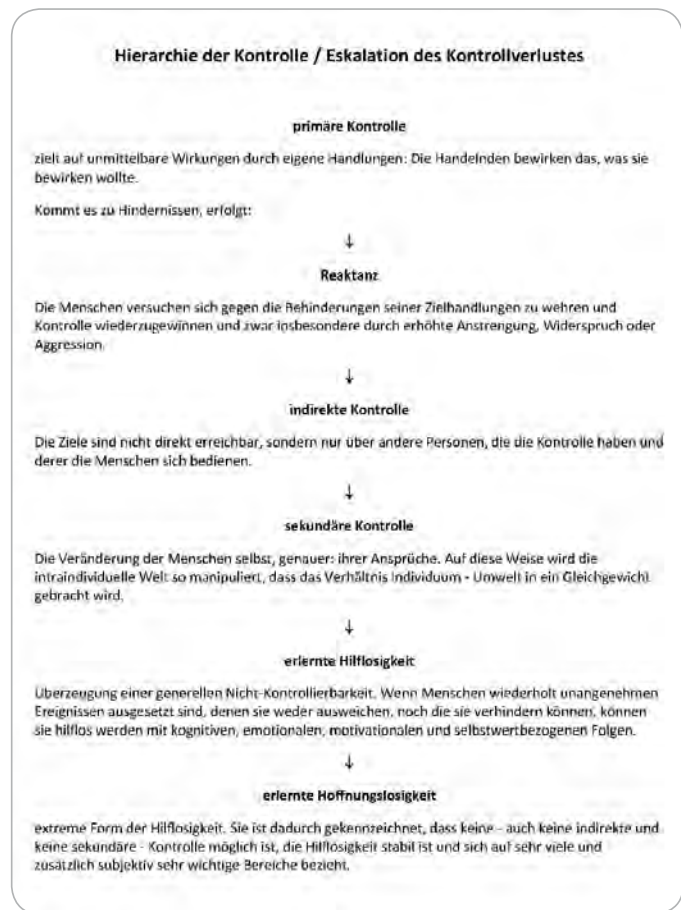 Hierarchie der Kontrolle / Eskalation des Kontrollverlustes
primäre Kontrolle
zielt auf unmittelbare Wirkungen durch eigene Handlungen: Die Handelnden bewirken das, was sie
bewirken wollte.
Kommt es zu Hindernissen, erfolgt:
↓
Reaktanz
Die Menschen versuchen sich gegen die Behinderungen seiner Zielhandlungen zu wehren und
Kontrolle wiederzugewinnen und zwar insbesondere durch erhöhte Anstrengung, Widerspruch oder
Aggression.
↓
indirekte Kontrolle
Die Ziele sind nicht direkt erreichbar, sondern nur über andere Personen, die die Kontrolle haben und
derer die Menschen sich bedienen.
↓
sekundäre Kontrolle
Die Veränderung der Menschen selbst, genauer: ihrer Ansprüche. Auf diese Weise wird die
intraindividuelle Welt so manipuliert, dass das Verhältnis Individuum - Umwelt in ein Gleichgewicht
gebracht wird.
↓
erlernte Hilflosigkeit
Überzeugung einer generellen Nicht-Kontrollierbarkeit. Wenn Menschen wiederholt unangenehmen
Ereignissen ausgesetzt sind, denen sie weder ausweichen, noch die sie verhindern können, können
sie hilflos werden mit kognitiven, emotionalen, motivationalen und selbstwertbezogenen Folgen.
↓
erlernte Hoffnungslosigkeit
extreme Form der Hilflosigkeit. Sie ist dadurch gekennzeichnet, dass keine - auch keine indirekte und
keine sekundäre - Kontrolle möglich ist, die Hilflosigkeit stabil ist und sich auf sehr viele und
zusätzlich subjektiv sehr wichtige Bereiche bezieht.